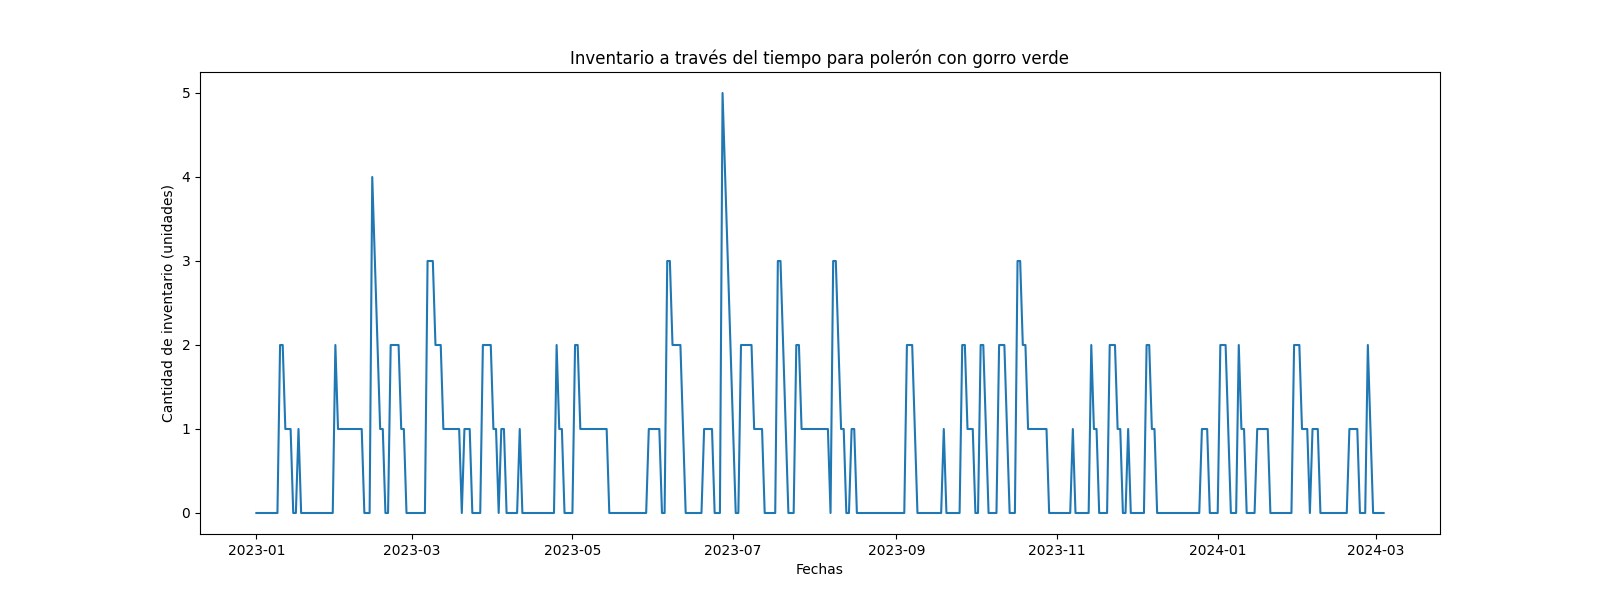 Inventario a través del tiempo para polerón con gorro verde
Cantidad de inventario (unidades)
5
4
3
2
1
0
2023-01 2023-03 2023-05 2023-07 2023-09 2023-11 2024-01 2024-03
Fechas